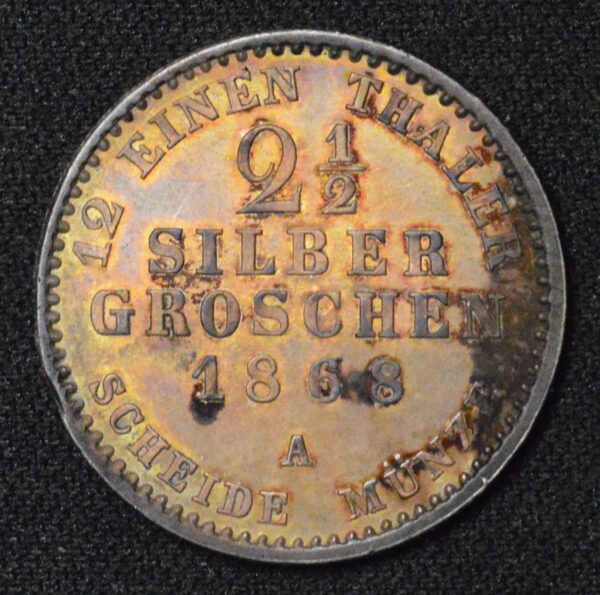 12 EINEN THALER
2 1/2
SILBER
GROSCHEN
1868
A
SCHEIDE MÜNZE